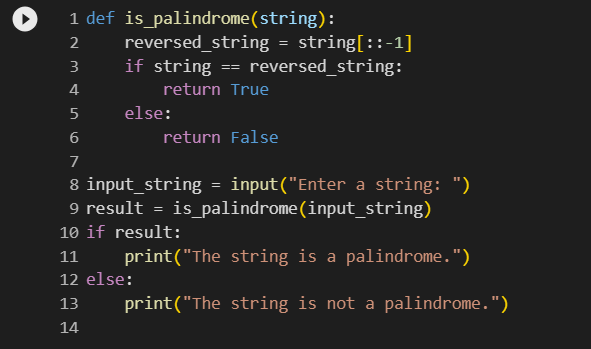 1 def is_palindrome(string):
2     reversed_string = string[::-1]
3     if string == reversed_string:
4         return True
5     else:
6         return False
7
8 input_string = input("Enter a string: ")
9 result = is_palindrome(input_string)
10 if result:
11     print("The string is a palindrome.")
12 else:
13     print("The string is not a palindrome.")
14